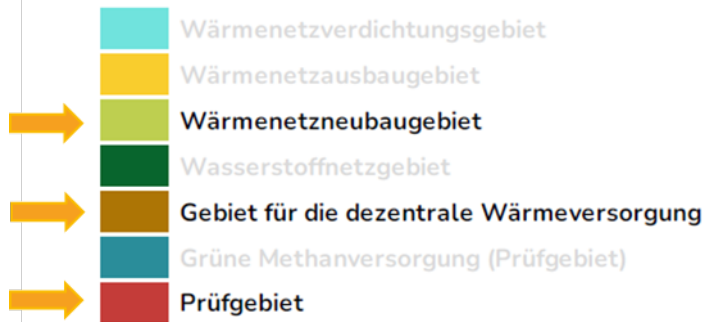 Wärmenetzverdichtungsgebiet
Wärmenetzausbaugebiet
Wärmenetzneubaugebiet
Wasserstoffnetzgebiet
Gebiet für die dezentrale Wärmeversorgung
Grüne Methanversorgung (Prüfgebiet)
Prüfgebiet